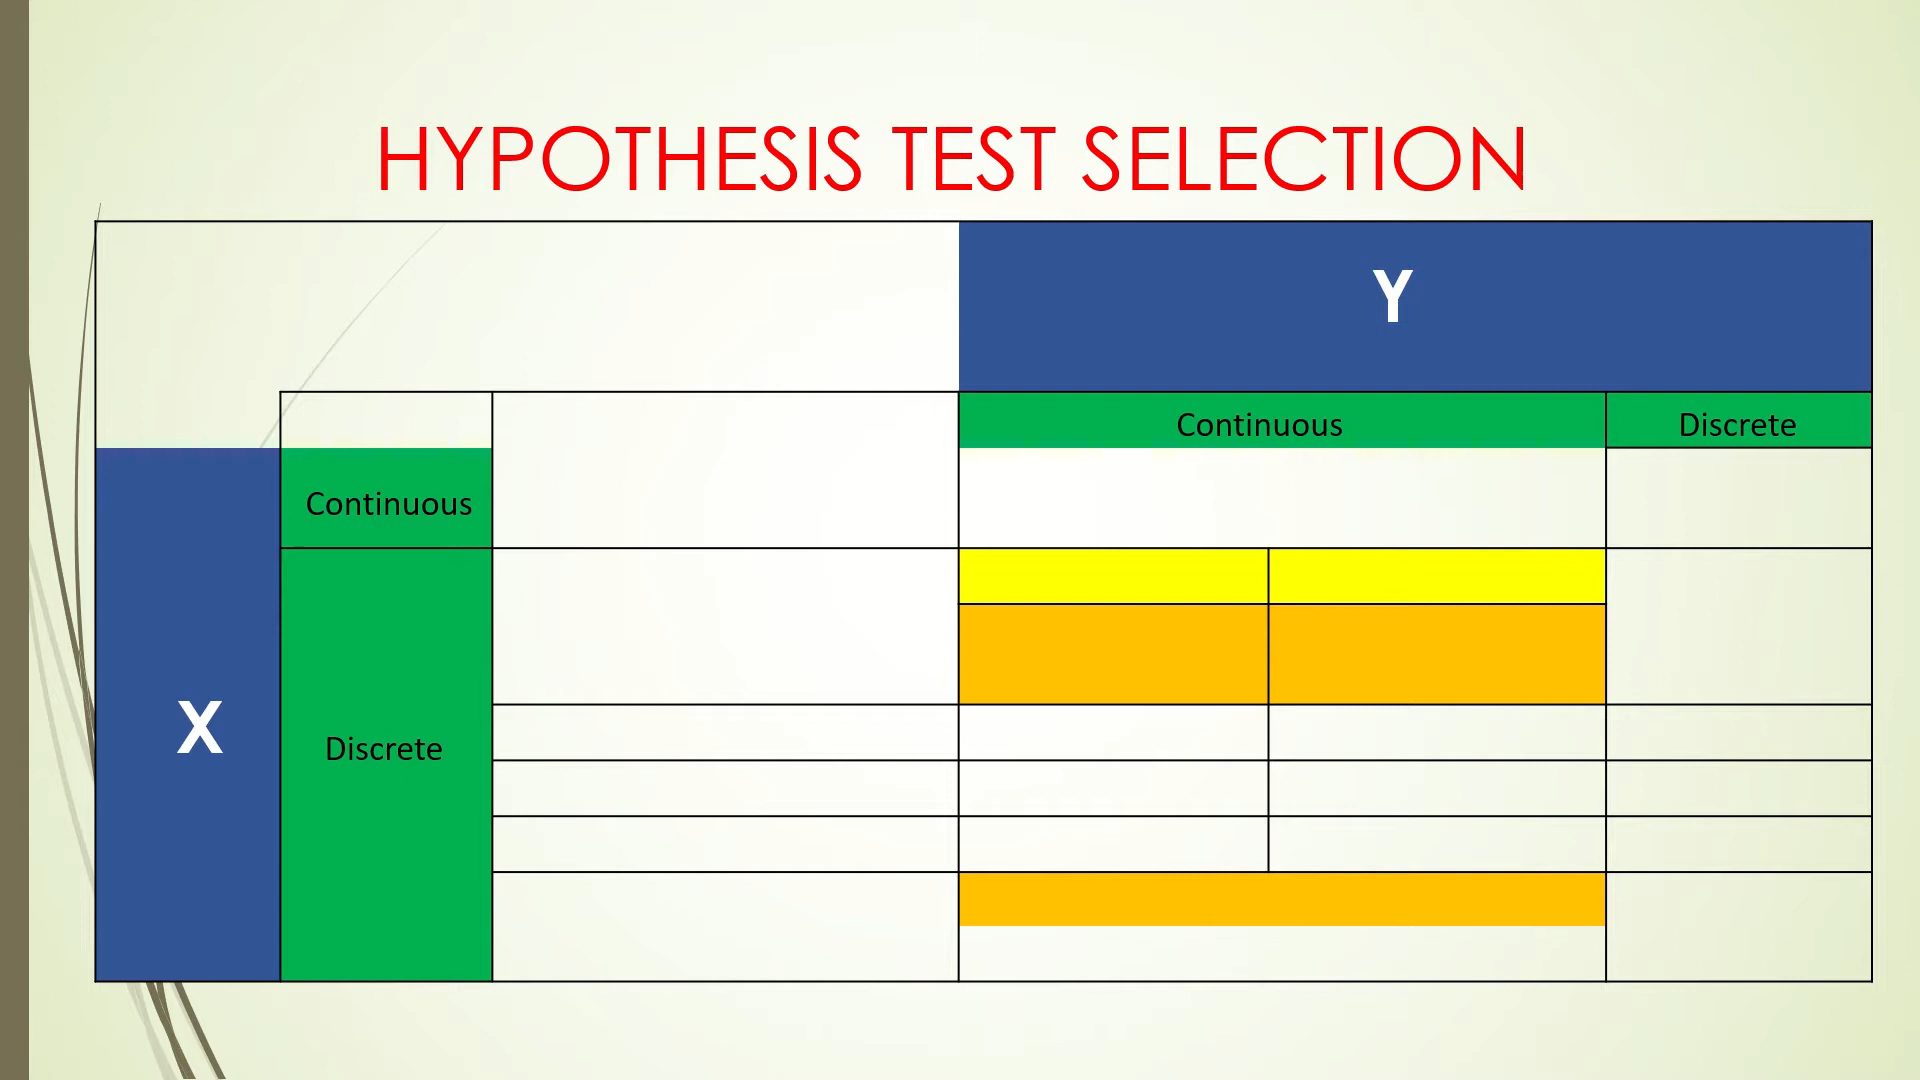 HYPOTHESIS TEST SELECTION
Y
Continuous
Discrete
Continuous
X
Discrete